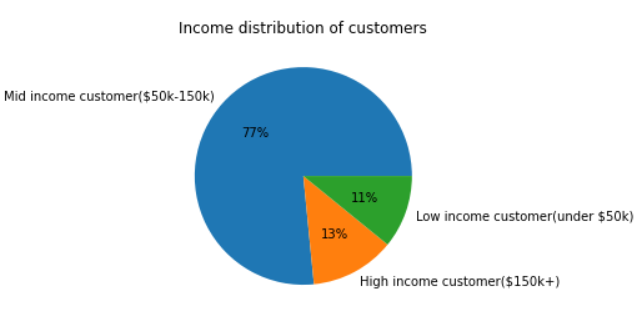 Income distribution of customers
Mid income customer($50k-150k)
77%
11%
Low income customer(under $50k)
13%
High income customer($150k+)